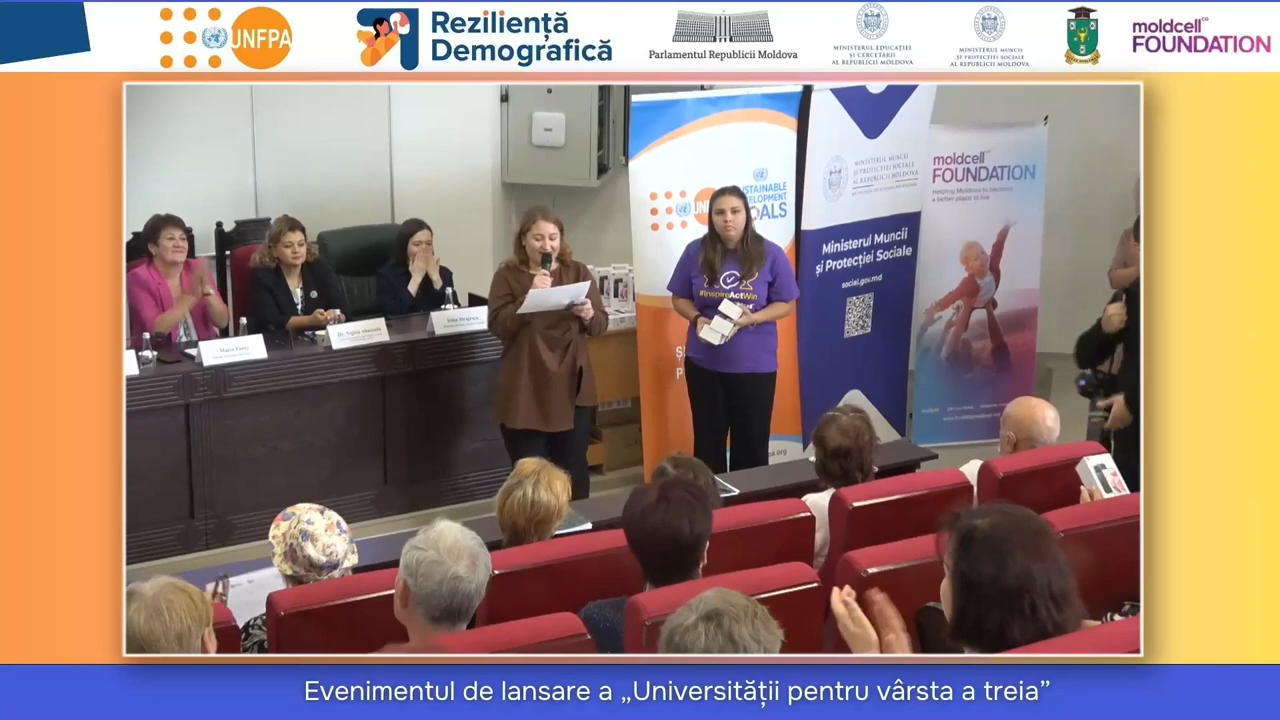 UNFPA
Reziliență
Demografică
Parlamentul Republicii Moldova
MINISTERUL EDUCAȚIEI
ȘI CERCETĂRII
AL REPUBLICII MOLDOVA
MINISTERUL MUNCII
ȘI PROTECȚIEI SOCIALE
AL REPUBLICII MOLDOVA
moldcell
FOUNDATION
UNFPA
SUSTAINABLE
DEVELOPMENT
GOALS
#InspireActWin
MINISTERUL MUNCII
ȘI PROTECȚIEI SOCIALE
AL REPUBLICII MOLDOVA
Ministerul Muncii
și Protecției Sociale
social.gov.md
moldcell
FOUNDATION
Helping Moldova to become
a better place to live
Evenimentul de lansare a „Universității pentru vârsta a treia”